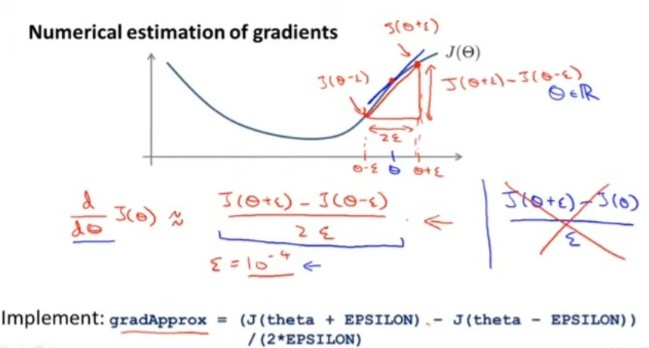 Numerical estimation of gradients
J(θ+ε)
J(Θ)
J(θ-ε)
J(θ+ε)-J(θ-ε)
θ∈ℝ
2ε
θ-ε θ θ+ε
d/dθ J(θ) ≈ J(θ+ε) - J(θ-ε) / 2ε ←
J(θ+ε) - J(θ) / ε
ε = 10⁻⁴ ←
Implement: gradApprox = (J(theta + EPSILON) - J(theta - EPSILON))
/(2*EPSILON)